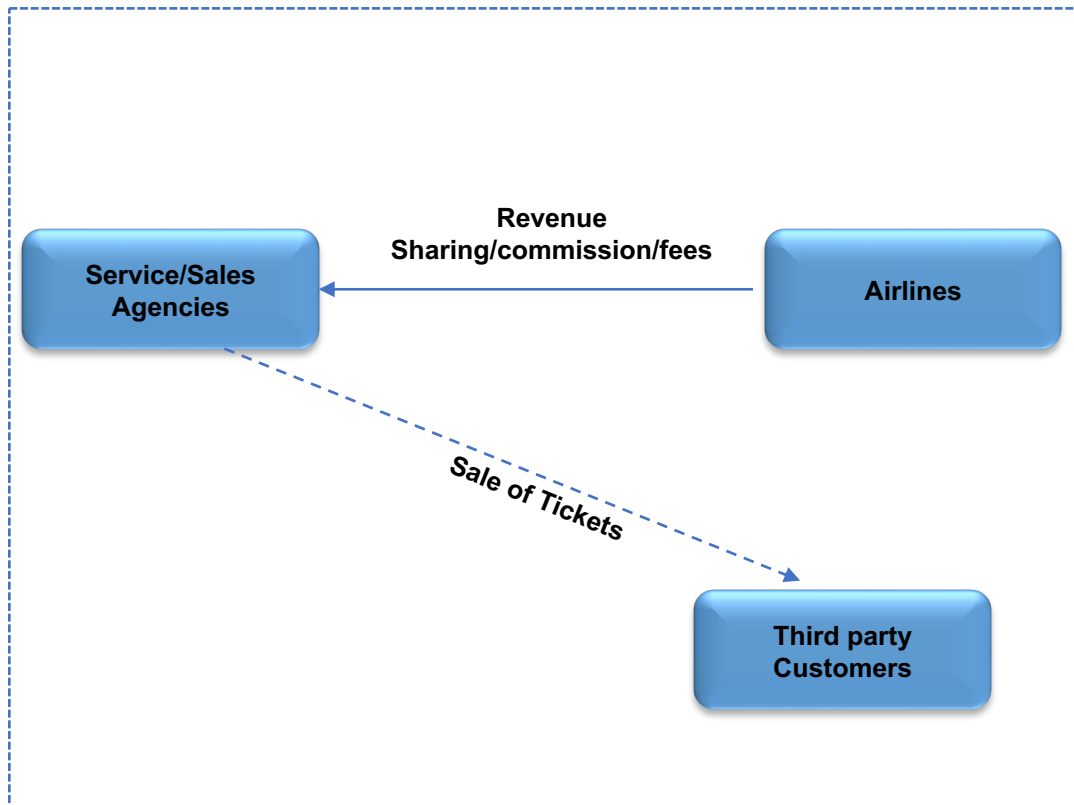 Revenue
Sharing/commission/fees
Service/Sales
Agencies
Airlines
Sale of Tickets
Third party
Customers